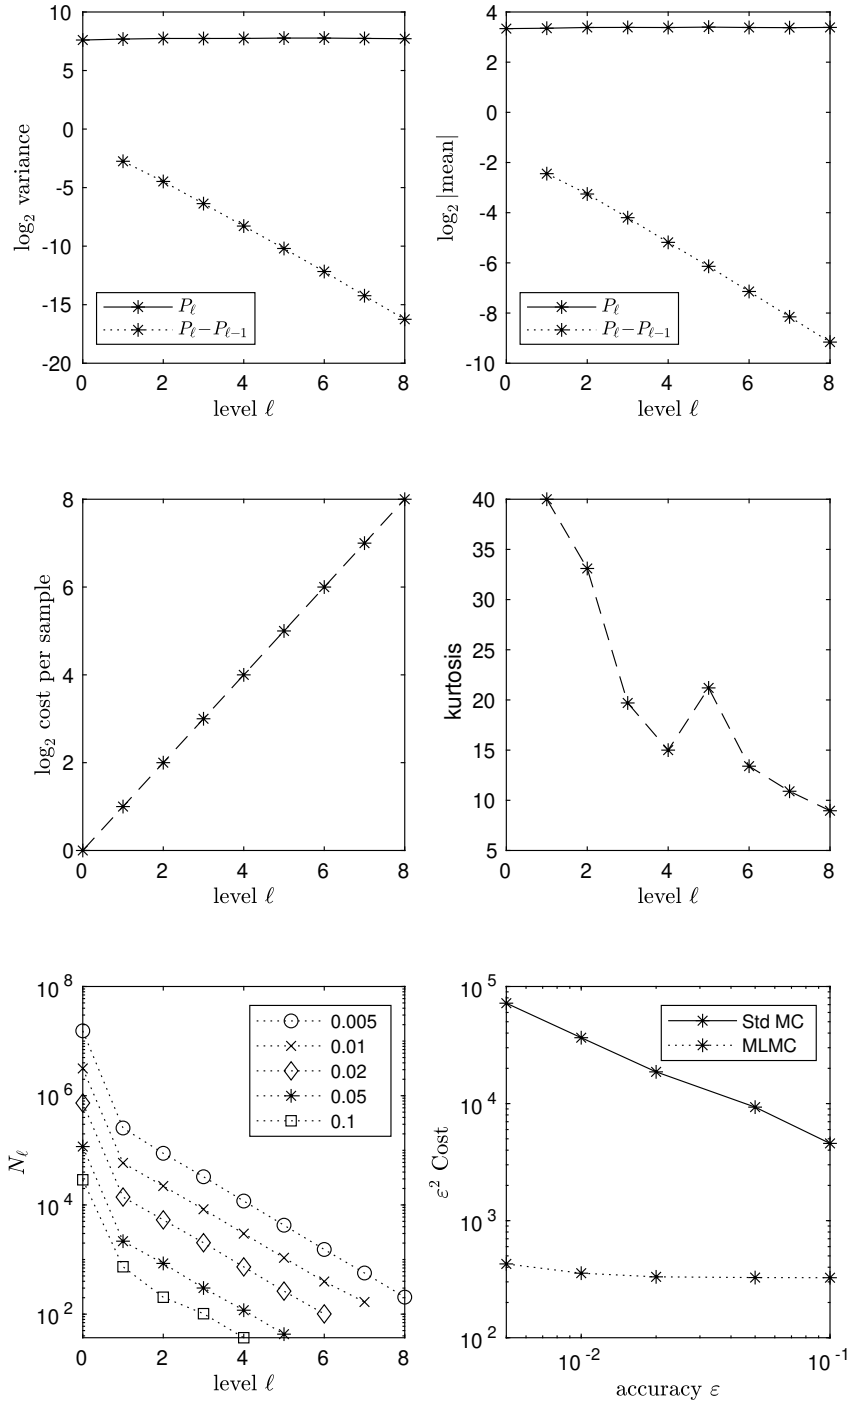 10
5
0
-5
-10
-15
-20
log₂ variance
P_ℓ
P_ℓ−P_ℓ₋₁
0 2 4 6 8
level ℓ
4
2
0
-2
-4
-6
-8
-10
log₂ |mean|
P_ℓ
P_ℓ−P_ℓ₋₁
0 2 4 6 8
level ℓ
8
6
4
2
0
log₂ cost per sample
0 2 4 6 8
level ℓ
40
35
30
25
20
15
10
5
kurtosis
0 2 4 6 8
level ℓ
10⁸
10⁶
10⁴
10²
N_ℓ
0.005
0.01
0.02
0.05
0.1
0 2 4 6 8
level ℓ
10⁵
10⁴
10³
10²
ε² Cost
Std MC
MLMC
10⁻² 10⁻¹
accuracy ε